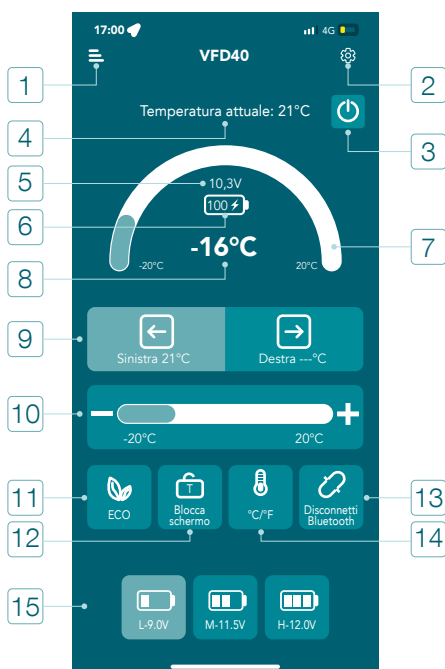 17:00
4G
VFD40
1
2
Temperatura attuale: 21°C
4
3
5
10,3V
6
100
7
-16°C
8
-20°C
20°C
9
Sinistra 21°C
Destra ---°C
10
-20°C
20°C
11
ECO
T
Blocca
schermo
°C/°F
Disconnetti
Bluetooth
13
12
14
15
L-9.0V
M-11.5V
H-12.0V